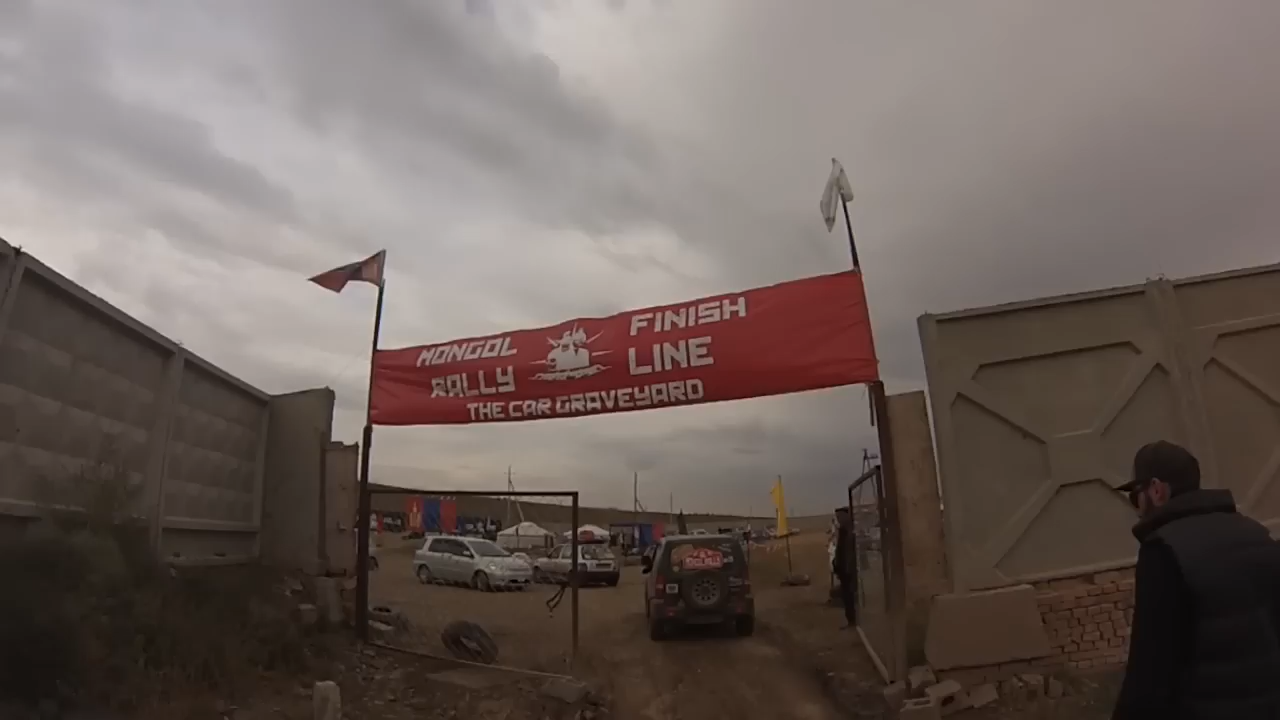 MONGOL
RALLY
FINISH
LINE
THE CAR GRAVEYARD